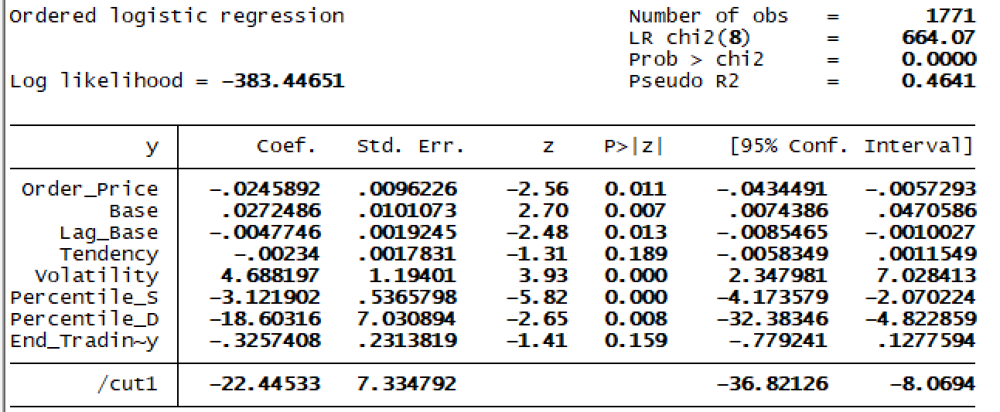 Ordered logistic regression Number of obs = 1771
LR chi2(8) = 664.07
Prob > chi2 = 0.0000
Log likelihood = -383.44651 Pseudo R2 = 0.4641
y Coef. Std. Err. z P>|z| [95% Conf. Interval]
Order_Price -.0245892 .0096226 -2.56 0.011 -.0434491 -.0057293
Base .0272486 .0101073 2.70 0.007 .0074386 .0470586
Lag_Base -.0047746 .0019245 -2.48 0.013 -.0085465 -.0010027
Tendency -.00234 .0017831 -1.31 0.189 -.0058349 .0011549
Volatility 4.688197 1.19401 3.93 0.000 2.347981 7.028413
Percentile_S -3.121902 .5365798 -5.82 0.000 -4.173579 -2.070224
Percentile_D -18.60316 7.030894 -2.65 0.008 -32.38346 -4.822859
End_Tradin~y -.3257408 .2313819 -1.41 0.159 -.779241 .1277594
/cut1 -22.44533 7.334792 -36.82126 -8.0694